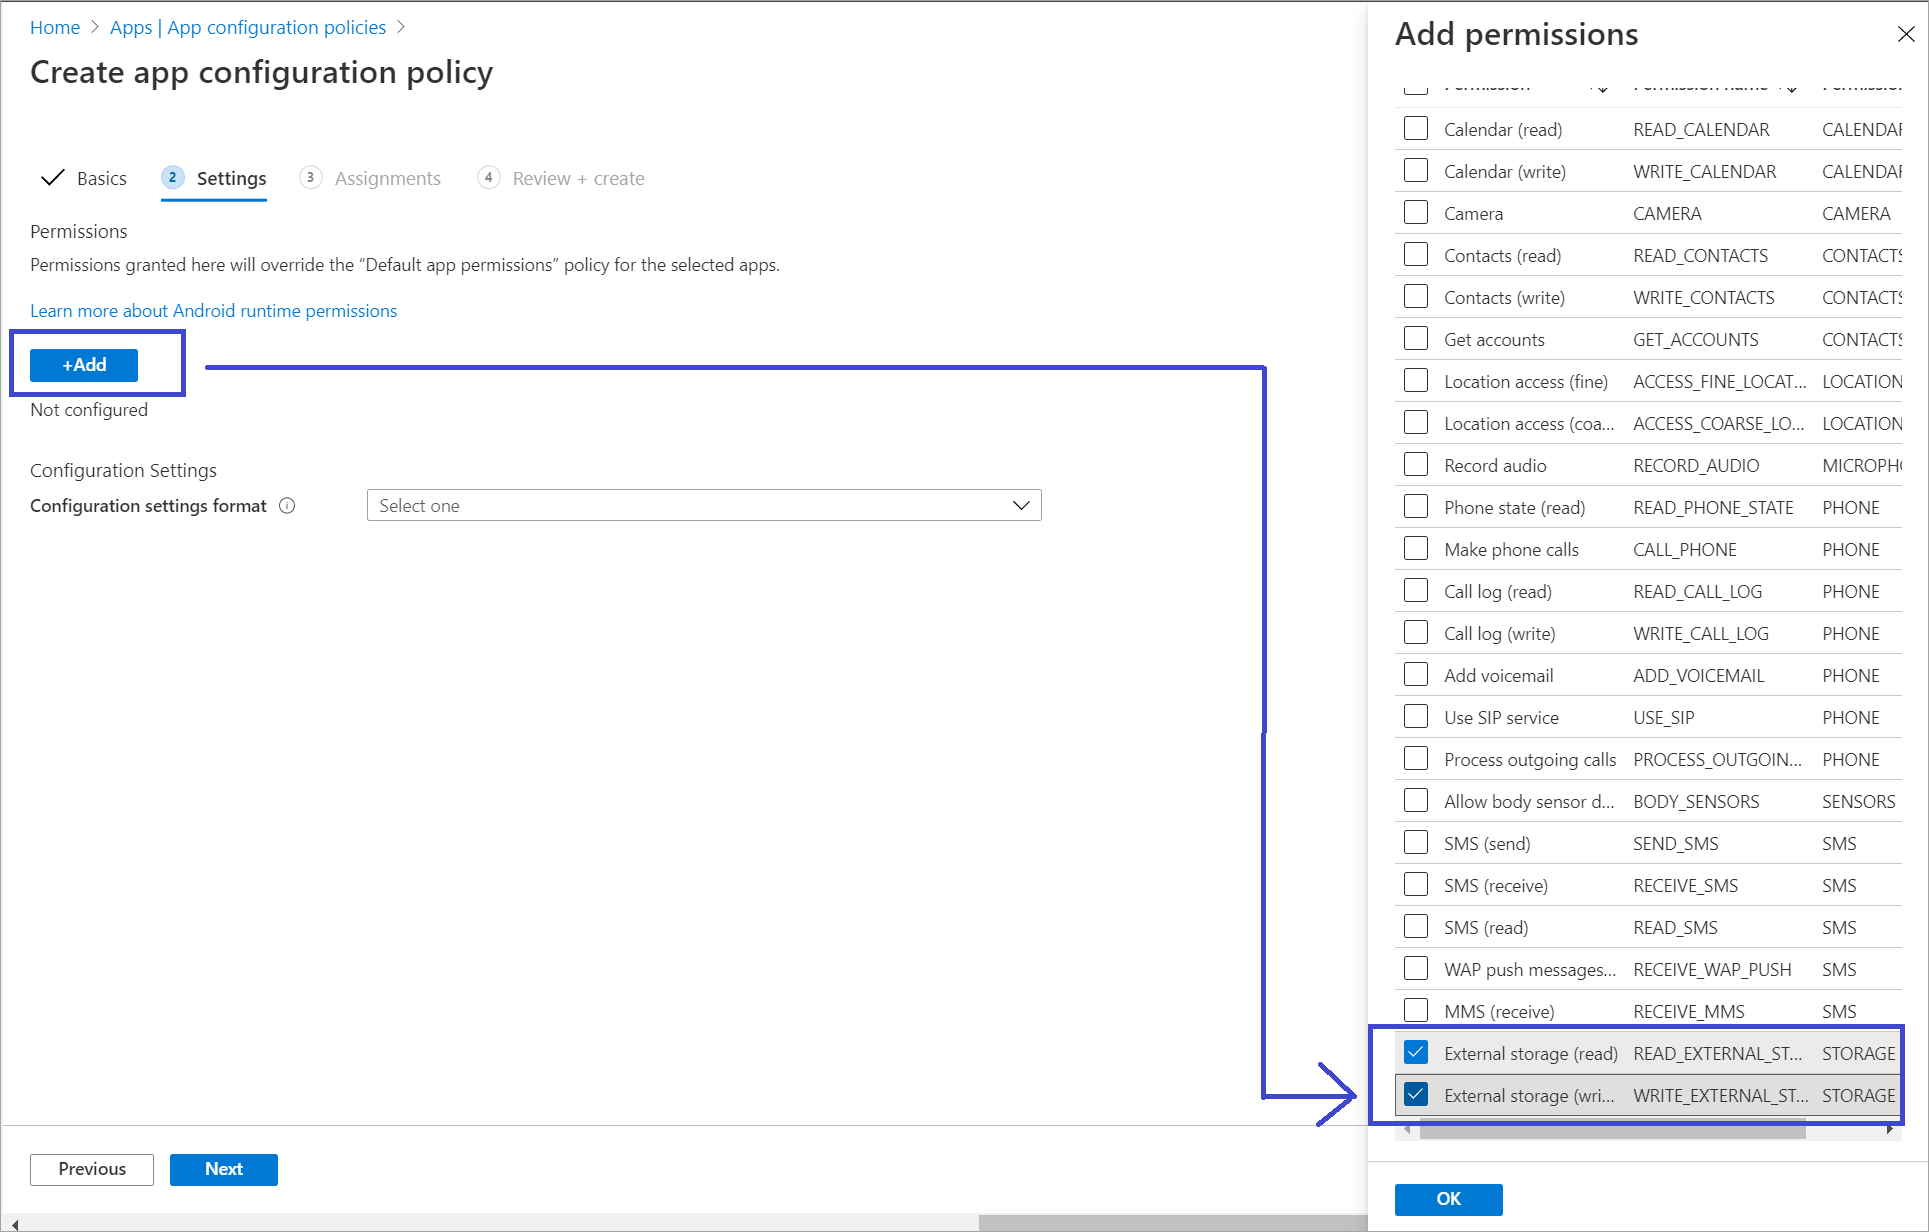 Home > Apps | App configuration policies >
Create app configuration policy
Basics 2 Settings 3 Assignments 4 Review + create
Permissions
Permissions granted here will override the “Default app permissions” policy for the selected apps.
Learn more about Android runtime permissions
+Add
Not configured
Configuration Settings
Configuration settings format Select one
Previous Next
Add permissions
Permission Permission name
Calendar (read) READ_CALENDAR CALENDAR
Calendar (write) WRITE_CALENDAR CALENDAR
Camera CAMERA CAMERA
Contacts (read) READ_CONTACTS CONTACTS
Contacts (write) WRITE_CONTACTS CONTACTS
Get accounts GET_ACCOUNTS CONTACTS
Location access (fine) ACCESS_FINE_LOCAT... LOCATION
Location access (coa... ACCESS_COARSE_LO... LOCATION
Record audio RECORD_AUDIO MICROPH
Phone state (read) READ_PHONE_STATE PHONE
Make phone calls CALL_PHONE PHONE
Call log (read) READ_CALL_LOG PHONE
Call log (write) WRITE_CALL_LOG PHONE
Add voicemail ADD_VOICEMAIL PHONE
Use SIP service USE_SIP PHONE
Process outgoing calls PROCESS_OUTGOIN... PHONE
Allow body sensor d... BODY_SENSORS SENSORS
SMS (send) SEND_SMS SMS
SMS (receive) RECEIVE_SMS SMS
SMS (read) READ_SMS SMS
WAP push messages... RECEIVE_WAP_PUSH SMS
MMS (receive) RECEIVE_MMS SMS
External storage (read) READ_EXTERNAL_ST... STORAGE
External storage (wri... WRITE_EXTERNAL_ST... STORAGE
OK